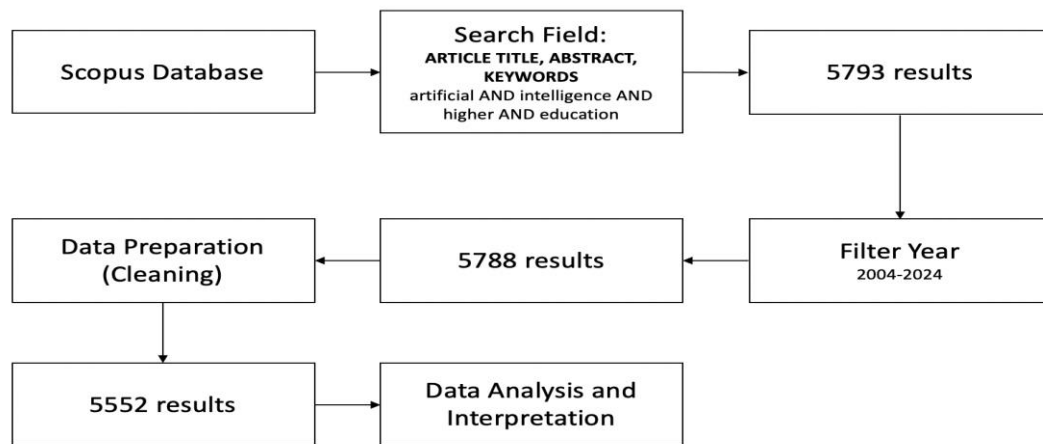 Scopus Database
Search Field:
ARTICLE TITLE, ABSTRACT,
KEYWORDS
artificial AND intelligence AND
higher AND education
5793 results
Filter Year
2004-2024
5788 results
Data Preparation
(Cleaning)
5552 results
Data Analysis and
Interpretation